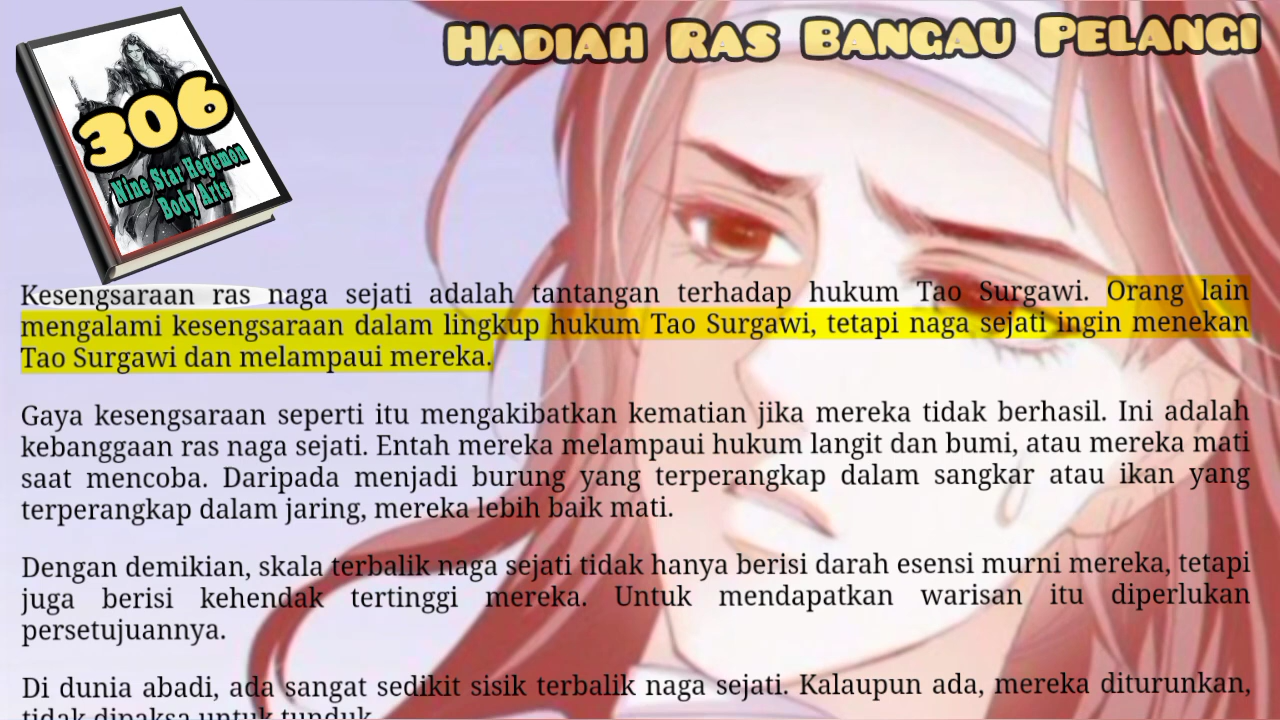 Hadiah Ras Bangau Pelangi
306
Nine Star Hegemon
Body Arts
Kesengsaraan ras naga sejati adalah tantangan terhadap hukum Tao Surgawi. Orang lain
mengalami kesengsaraan dalam lingkup hukum Tao Surgawi, tetapi naga sejati ingin menekan
Tao Surgawi dan melampaui mereka.
Gaya kesengsaraan seperti itu mengakibatkan kematian jika mereka tidak berhasil. Ini adalah
kebanggaan ras naga sejati. Entah mereka melampaui hukum langit dan bumi, atau mereka mati
saat mencoba. Daripada menjadi burung yang terperangkap dalam sangkar atau ikan yang
terperangkap dalam jaring, mereka lebih baik mati.
Dengan demikian, skala terbalik naga sejati tidak hanya berisi darah esensi murni mereka, tetapi
juga berisi kehendak tertinggi mereka. Untuk mendapatkan warisan itu diperlukan
persetujuannya.
Di dunia abadi, ada sangat sedikit sisik terbalik naga sejati. Kalaupun ada, mereka diturunkan,
tidak dipaksa untuk tunduk.